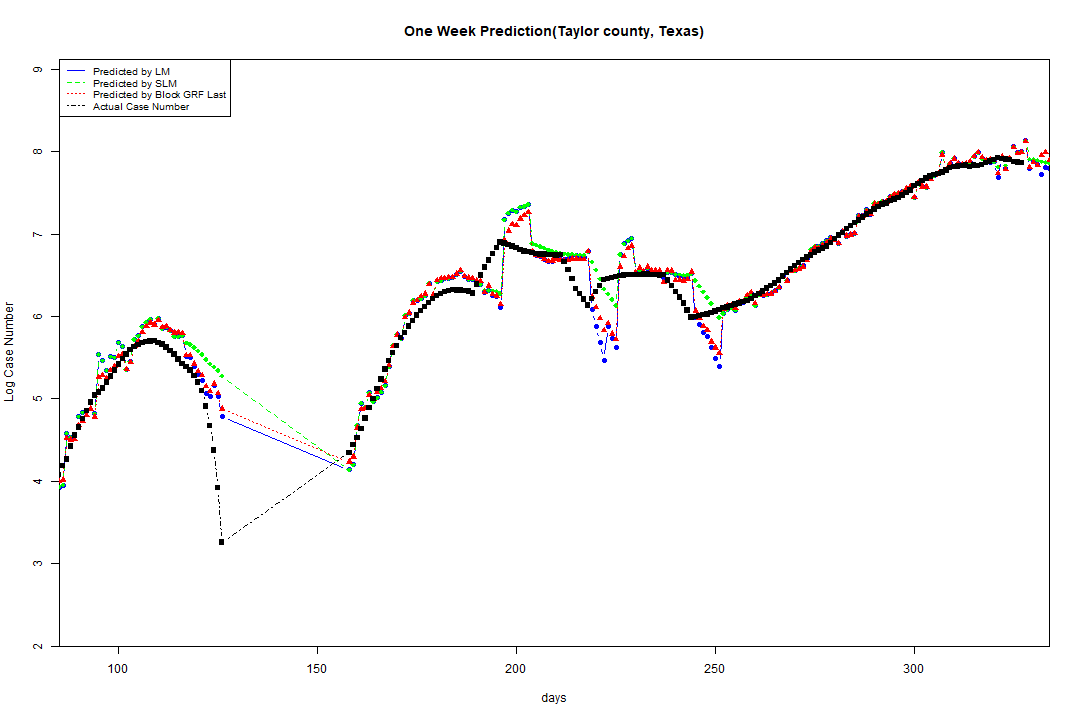 One Week Prediction(Taylor county, Texas)
Predicted by LM
Predicted by SLM
Predicted by Block GRF Last
Actual Case Number
9
8
7
6
5
4
3
2
Log Case Number
100 150 200 250 300
days